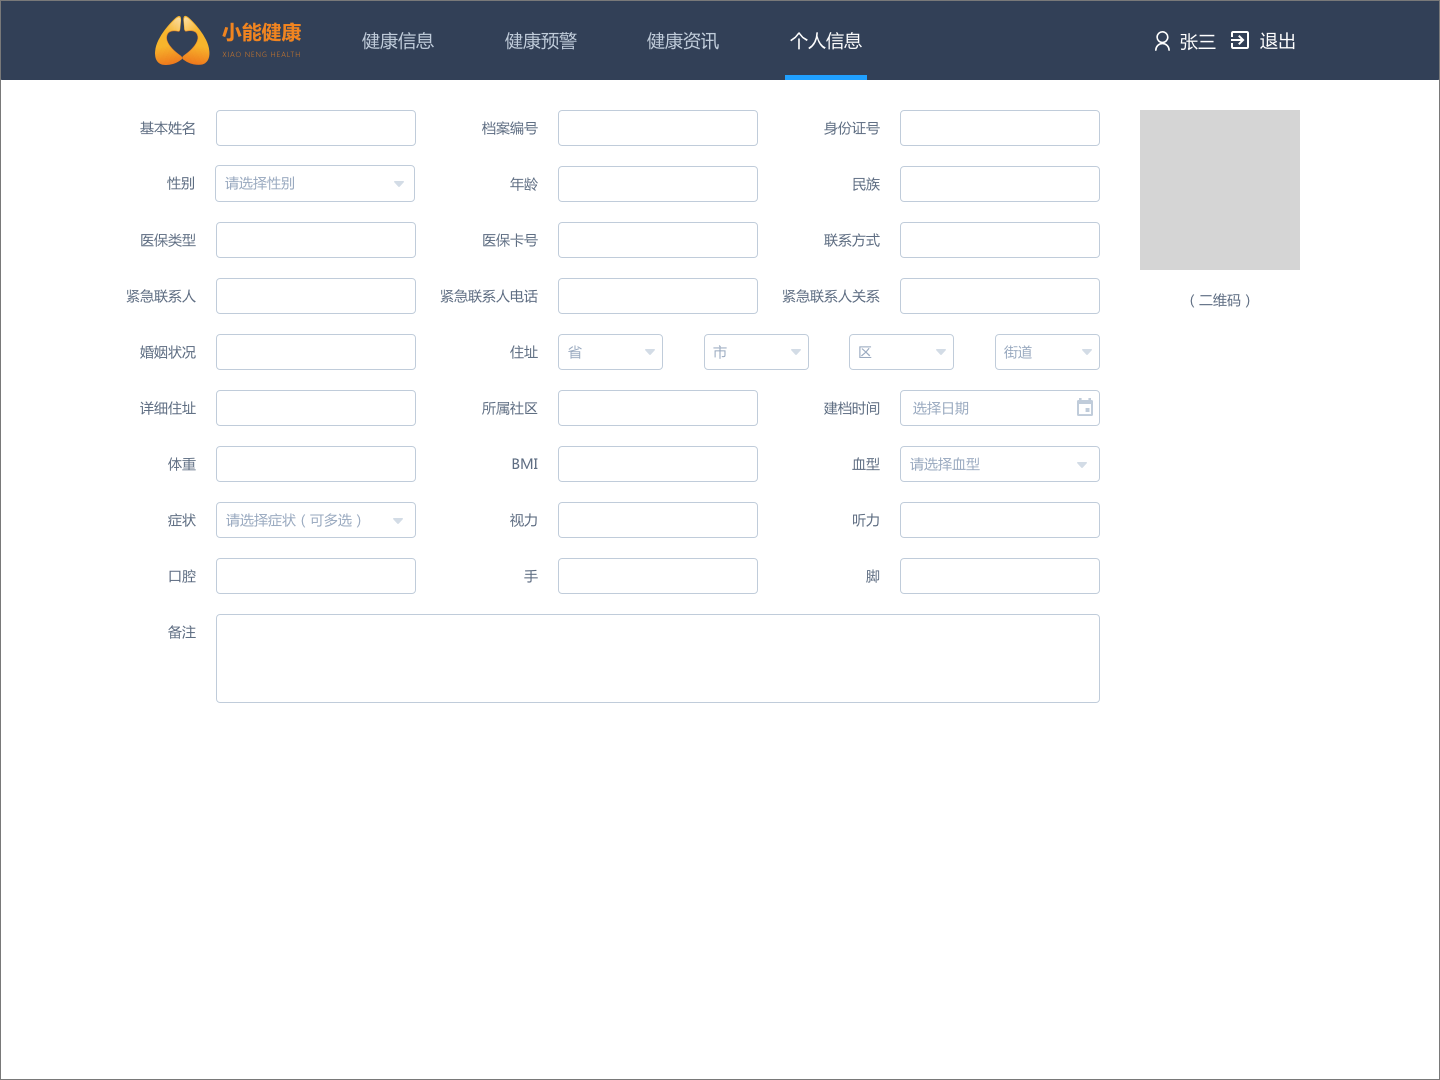 小能健康
XIAO NENG HEALTH
健康信息 健康预警 健康资讯 个人信息 张三 退出
基本姓名 档案编号 身份证号
性别 请选择性别 年龄 民族
医保类型 医保卡号 联系方式
紧急联系人 紧急联系人电话 紧急联系人关系
（二维码）
婚姻状况 住址 省 市 区 街道
详细住址 所属社区 建档时间 选择日期
体重 BMI 血型 请选择血型
症状 请选择症状（可多选） 视力 听力
口腔 手 脚
备注